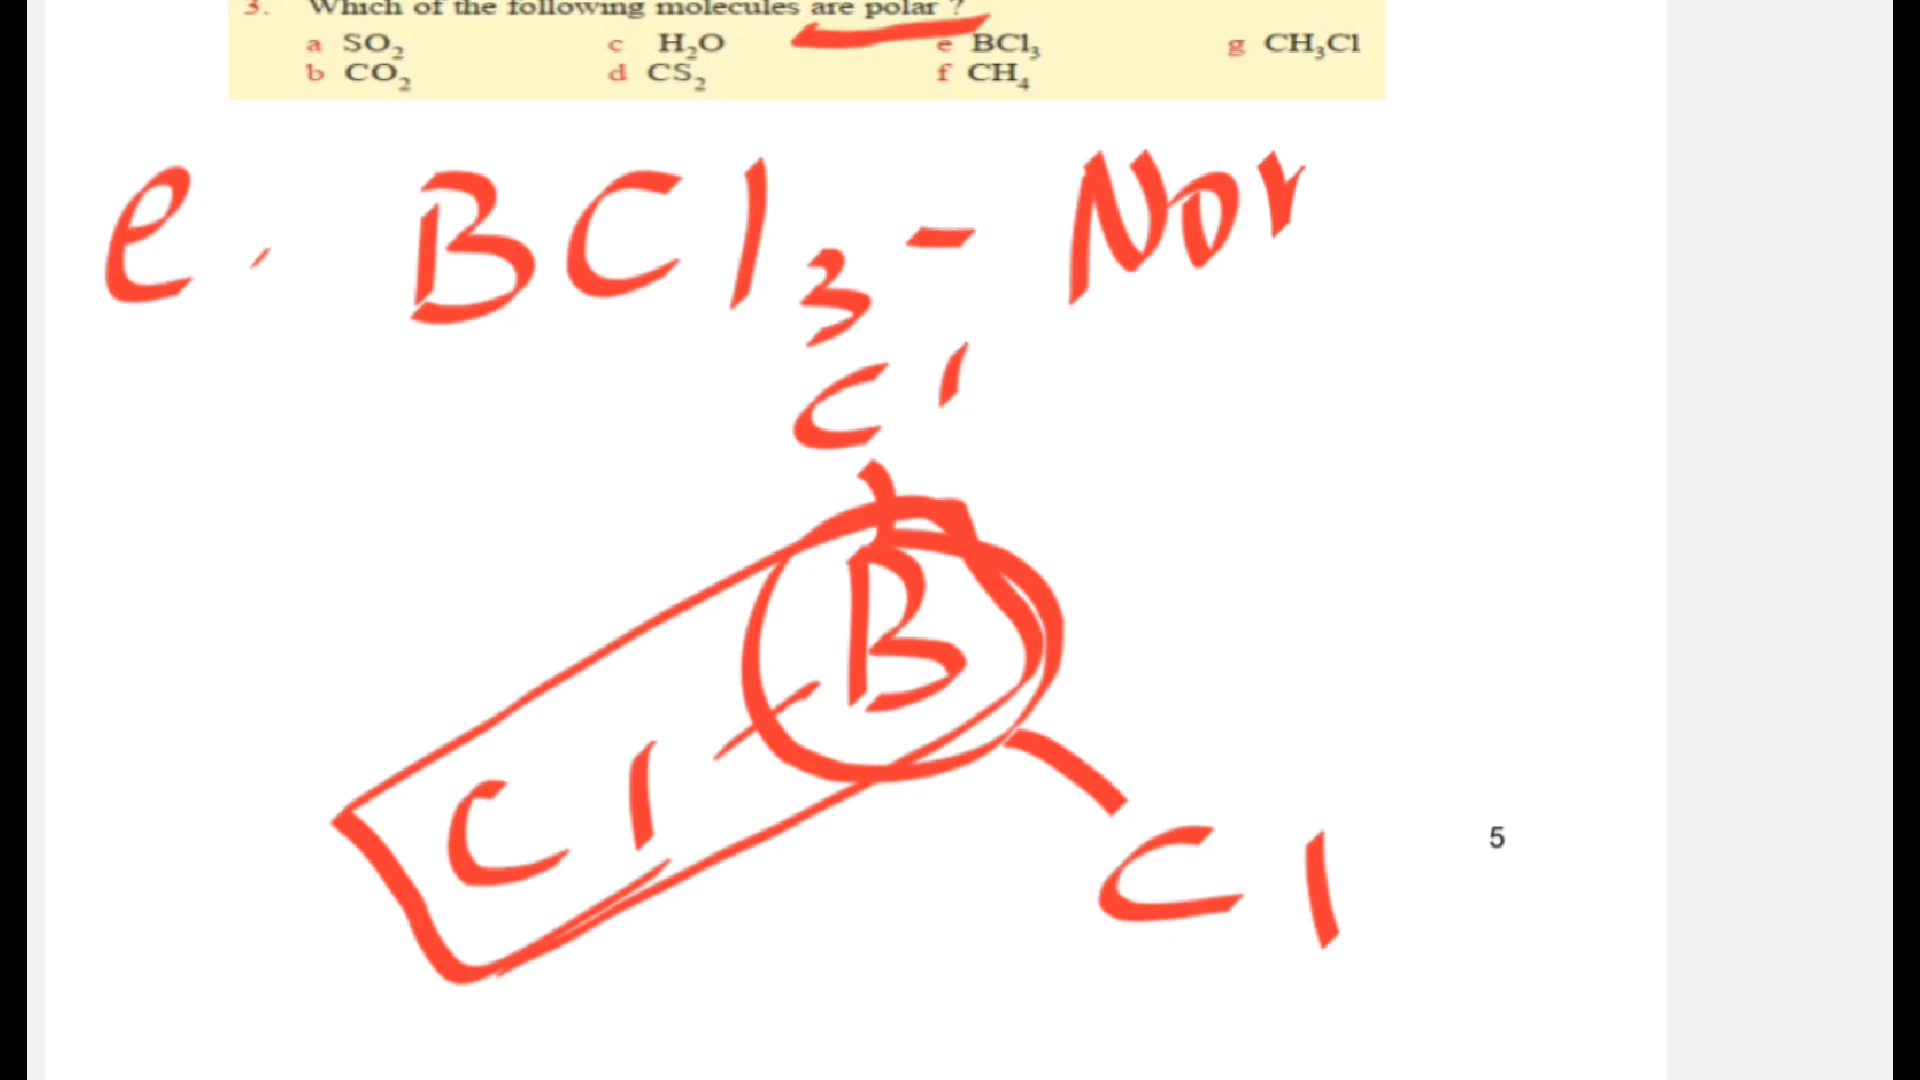 3. Which of the following molecules are polar ?
a SO₂ c H₂O e BCl₃ g CH₃Cl
b CO₂ d CS₂ f CH₄
e. BCl₃ - Non
Cl
B
Cl
Cl
5